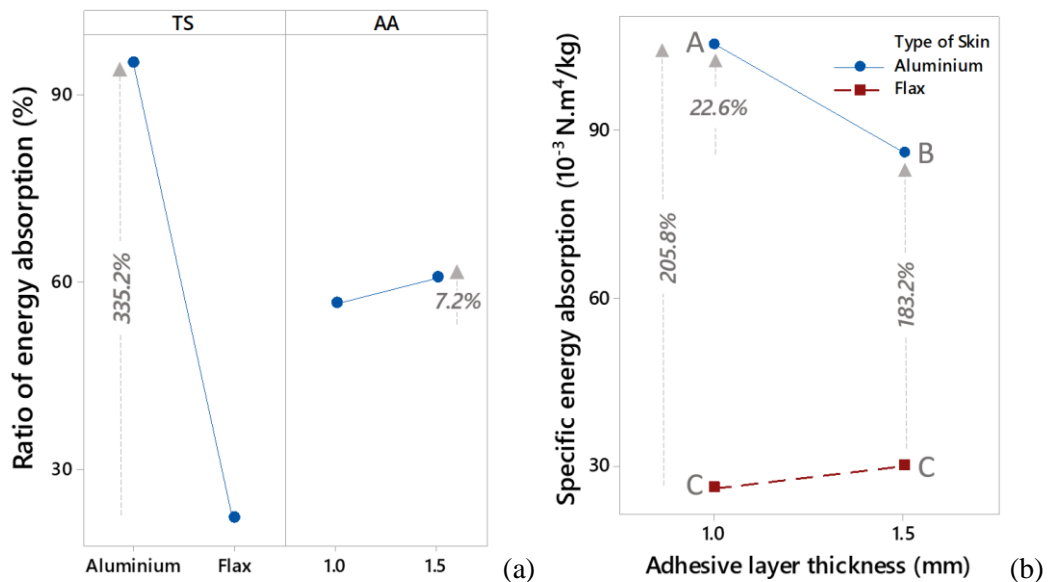 TS AA
Ratio of energy absorption (%)
90
60
30
335.2%
7.2%
Aluminium Flax 1.0 1.5
(a)
Specific energy absorption (10⁻³ N.m⁴/kg)
90
60
30
Type of Skin
Aluminium
Flax
A
22.6%
B
205.8%
183.2%
C
C
1.0 1.5
Adhesive layer thickness (mm)
(b)